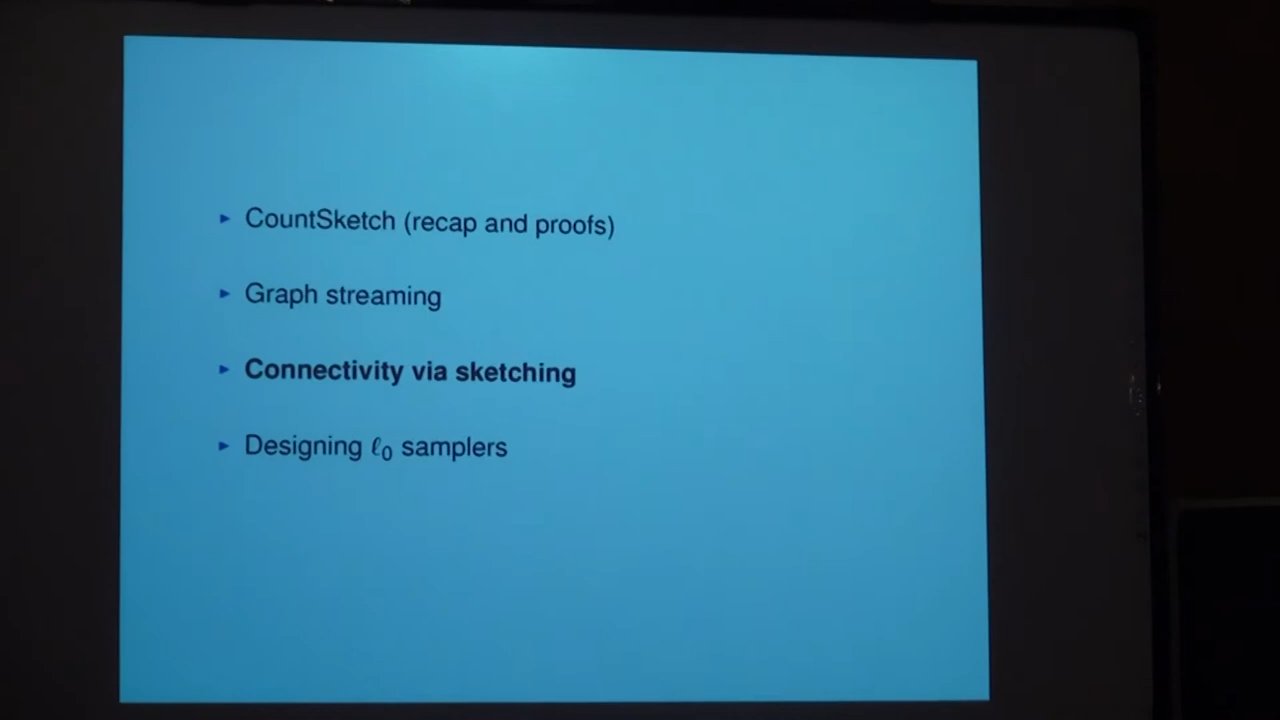 ► CountSketch (recap and proofs)
► Graph streaming
► Connectivity via sketching
► Designing ℓ₀ samplers